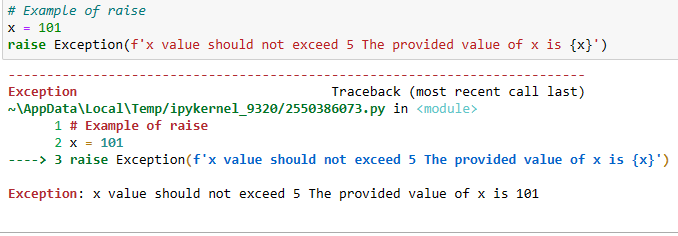 # Example of raise
x = 101
raise Exception(f'x value should not exceed 5 The provided value of x is {x}')
---------------------------------------------------------------------------
Exception                                 Traceback (most recent call last)
~\AppData\Local\Temp/ipykernel_9320/2550386073.py in <module>
      1 # Example of raise
      2 x = 101
----> 3 raise Exception(f'x value should not exceed 5 The provided value of x is {x}')
Exception: x value should not exceed 5 The provided value of x is 101